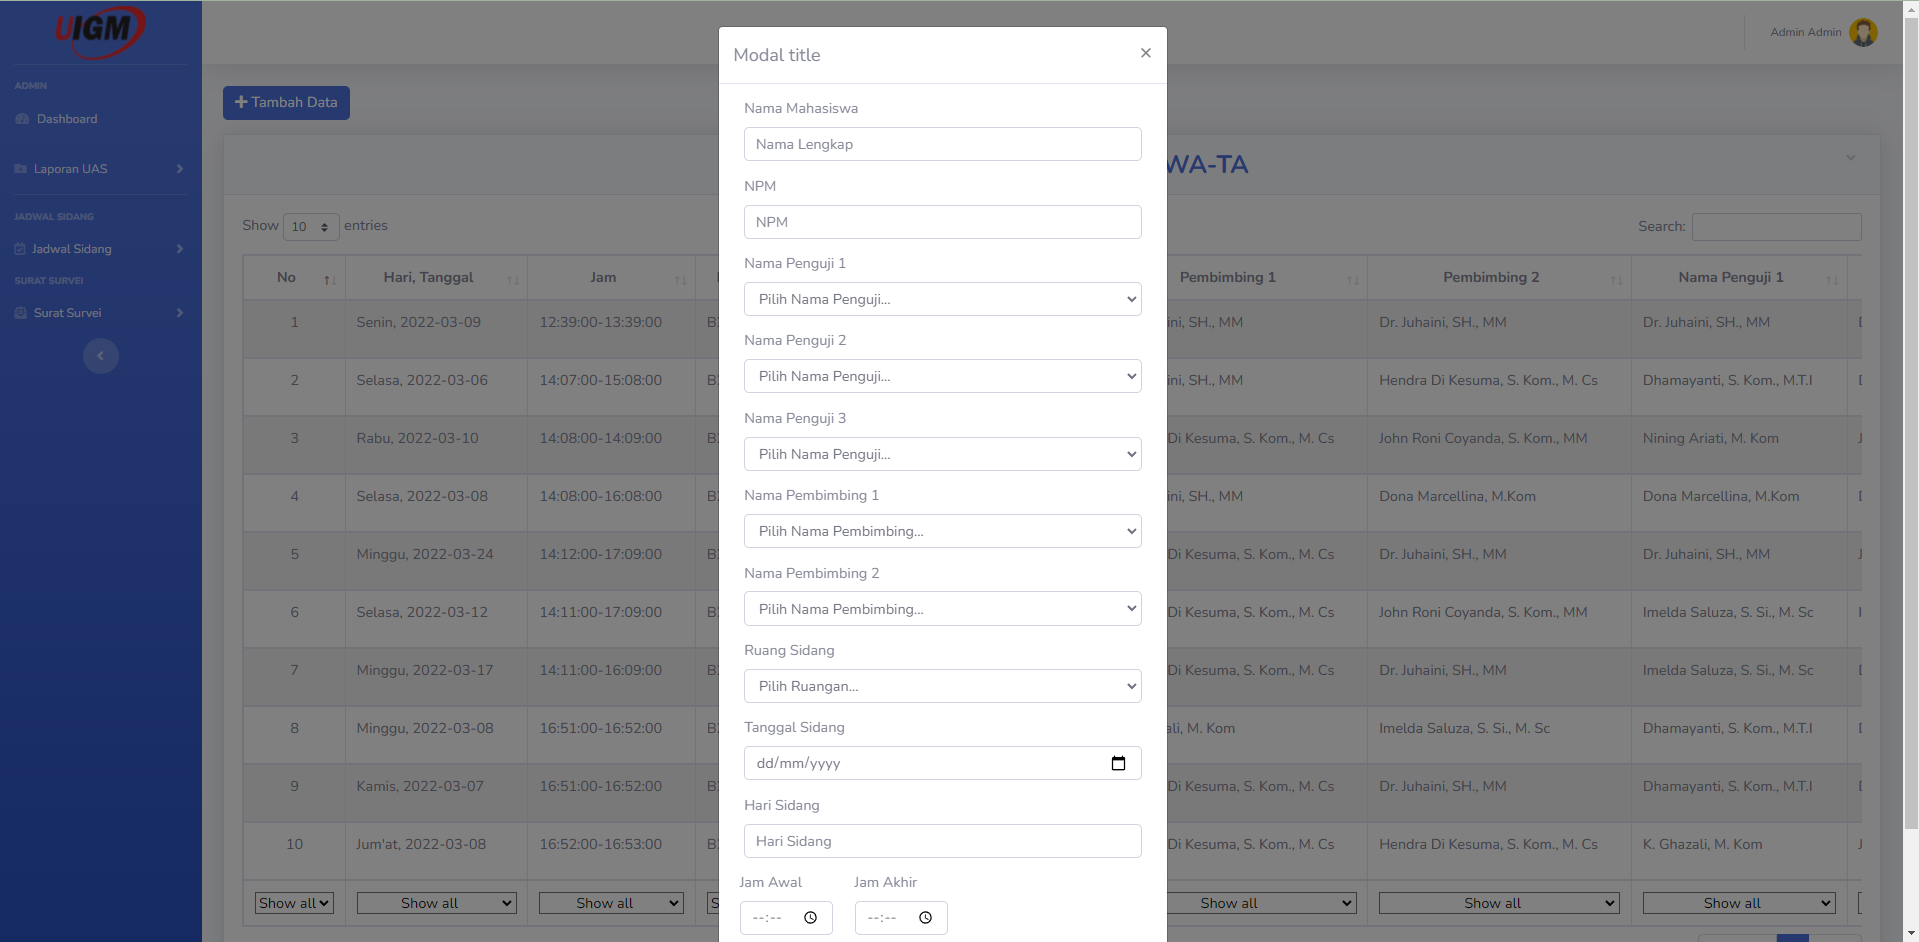 UIGM
ADMIN
Dashboard
Laporan UAS
JADWAL SIDANG
Jadwal Sidang
SURAT SURVEI
Surat Survei
Admin Admin
Tambah Data
WA-TA
Show 10 entries
Search:
No Hari, Tanggal Jam Pembimbing 1 Pembimbing 2 Nama Penguji 1
1 Senin, 2022-03-09 12:39:00-13:39:00 ini, SH., MM Dr. Juhaini, SH., MM Dr. Juhaini, SH., MM
2 Selasa, 2022-03-06 14:07:00-15:08:00 ini, SH., MM Hendra Di Kesuma, S. Kom., M. Cs Dhamayanti, S. Kom., M.T.I
3 Rabu, 2022-03-10 14:08:00-14:09:00 Di Kesuma, S. Kom., M. Cs John Roni Coyanda, S. Kom., MM Nining Ariati, M. Kom
4 Selasa, 2022-03-08 14:08:00-16:08:00 ini, SH., MM Dona Marcellina, M.Kom Dona Marcellina, M.Kom
5 Minggu, 2022-03-24 14:12:00-17:09:00 Di Kesuma, S. Kom., M. Cs Dr. Juhaini, SH., MM Dr. Juhaini, SH., MM
6 Selasa, 2022-03-12 14:11:00-17:09:00 Di Kesuma, S. Kom., M. Cs John Roni Coyanda, S. Kom., MM Imelda Saluza, S. Si., M. Sc
7 Minggu, 2022-03-17 14:11:00-16:09:00 Di Kesuma, S. Kom., M. Cs Dr. Juhaini, SH., MM Imelda Saluza, S. Si., M. Sc
8 Minggu, 2022-03-08 16:51:00-16:52:00 ali, M. Kom Imelda Saluza, S. Si., M. Sc Dhamayanti, S. Kom., M.T.I
9 Kamis, 2022-03-07 16:51:00-16:52:00 Di Kesuma, S. Kom., M. Cs Dr. Juhaini, SH., MM Dhamayanti, S. Kom., M.T.I
10 Jum'at, 2022-03-08 16:52:00-16:53:00 Di Kesuma, S. Kom., M. Cs Hendra Di Kesuma, S. Kom., M. Cs K. Ghazali, M. Kom
Show all Show all Show all Show all Show all Show all
Modal title ×
Nama Mahasiswa
Nama Lengkap
NPM
NPM
Nama Penguji 1
Pilih Nama Penguji...
Nama Penguji 2
Pilih Nama Penguji...
Nama Penguji 3
Pilih Nama Penguji...
Nama Pembimbing 1
Pilih Nama Pembimbing...
Nama Pembimbing 2
Pilih Nama Pembimbing...
Ruang Sidang
Pilih Ruangan...
Tanggal Sidang
dd/mm/yyyy
Hari Sidang
Hari Sidang
Jam Awal Jam Akhir
--:-- --:--